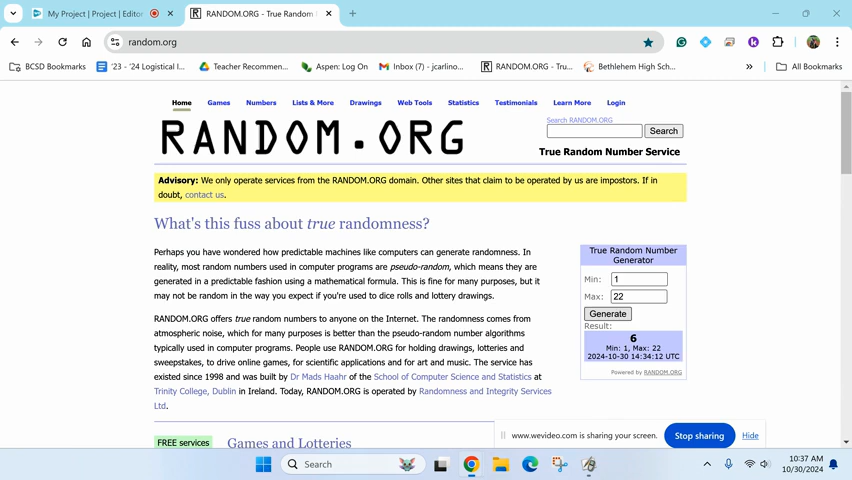 My Project | Project | Editor
RANDOM.ORG - True Random
random.org
BCSD Bookmarks
'23 - '24 Logistical I...
Teacher Recommen...
Aspen: Log On
Inbox (7) - jcarlino...
RANDOM.ORG - Tru...
Bethlehem High Sch...
»
All Bookmarks
Home Games Numbers Lists & More Drawings Web Tools Statistics Testimonials Learn More Login
RANDOM.ORG
Search RANDOM.ORG
Search
True Random Number Service
Advisory: We only operate services from the RANDOM.ORG domain. Other sites that claim to be operated by us are impostors. If in
doubt, contact us.
What's this fuss about true randomness?
Perhaps you have wondered how predictable machines like computers can generate randomness. In
reality, most random numbers used in computer programs are pseudo-random, which means they are
generated in a predictable fashion using a mathematical formula. This is fine for many purposes, but it
may not be random in the way you expect if you're used to dice rolls and lottery drawings.
RANDOM.ORG offers true random numbers to anyone on the Internet. The randomness comes from
atmospheric noise, which for many purposes is better than the pseudo-random number algorithms
typically used in computer programs. People use RANDOM.ORG for holding drawings, lotteries and
sweepstakes, to drive online games, for scientific applications and for art and music. The service has
existed since 1998 and was built by Dr Mads Haahr of the School of Computer Science and Statistics at
Trinity College, Dublin in Ireland. Today, RANDOM.ORG is operated by Randomness and Integrity Services
Ltd.
True Random Number
Generator
Min: 1
Max: 22
Generate
Result:
6
Min: 1, Max: 22
2024-10-30 14:34:12 UTC
Powered by RANDOM.ORG
FREE services
Games and Lotteries
www.wevideo.com is sharing your screen.
Stop sharing
Hide
Search
10:37 AM
10/30/2024